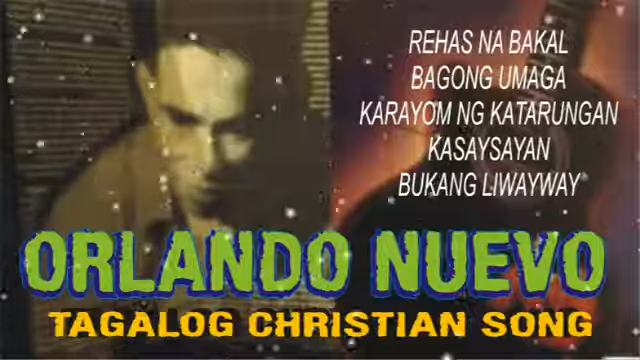 REHAS NA BAKAL
BAGONG UMAGA
KARAYOM NG KATARUNGAN
KASAYSAYAN
BUKANG LIWAYWAY
ORLANDO NUEVO
TAGALOG CHRISTIAN SONG